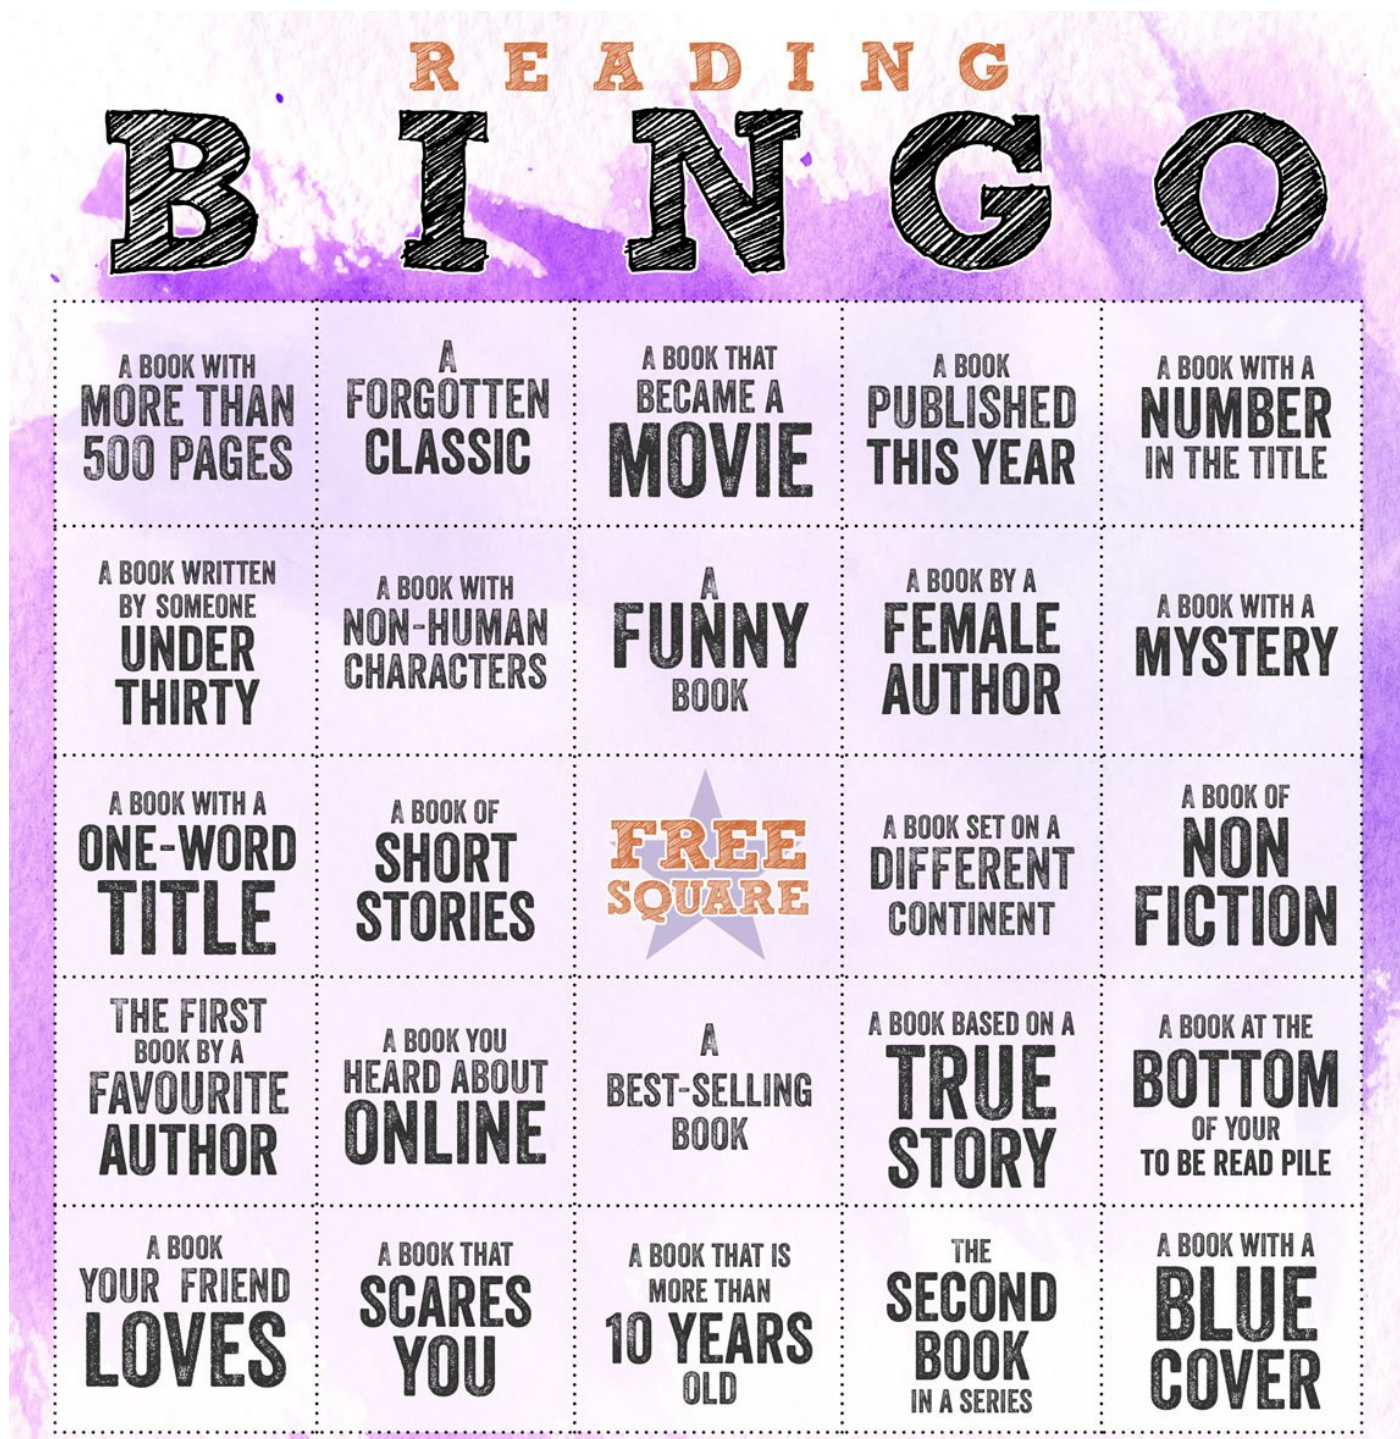 READING
BINGO
A BOOK WITH
MORE THAN
500 PAGES
A
FORGOTTEN
CLASSIC
A BOOK THAT
BECAME A
MOVIE
A BOOK
PUBLISHED
THIS YEAR
A BOOK WITH A
NUMBER
IN THE TITLE
A BOOK WRITTEN
BY SOMEONE
UNDER
THIRTY
A BOOK WITH
NON-HUMAN
CHARACTERS
A
FUNNY
BOOK
A BOOK BY A
FEMALE
AUTHOR
A BOOK WITH A
MYSTERY
A BOOK WITH A
ONE-WORD
TITLE
A BOOK OF
SHORT
STORIES
FREE
SQUARE
A BOOK SET ON A
DIFFERENT
CONTINENT
A BOOK OF
NON
FICTION
THE FIRST
BOOK BY A
FAVOURITE
AUTHOR
A BOOK YOU
HEARD ABOUT
ONLINE
A
BEST-SELLING
BOOK
A BOOK BASED ON A
TRUE
STORY
A BOOK AT THE
BOTTOM
OF YOUR
TO BE READ PILE
A BOOK
YOUR FRIEND
LOVES
A BOOK THAT
SCARES
YOU
A BOOK THAT IS
MORE THAN
10 YEARS
OLD
THE
SECOND
BOOK
IN A SERIES
A BOOK WITH A
BLUE
COVER